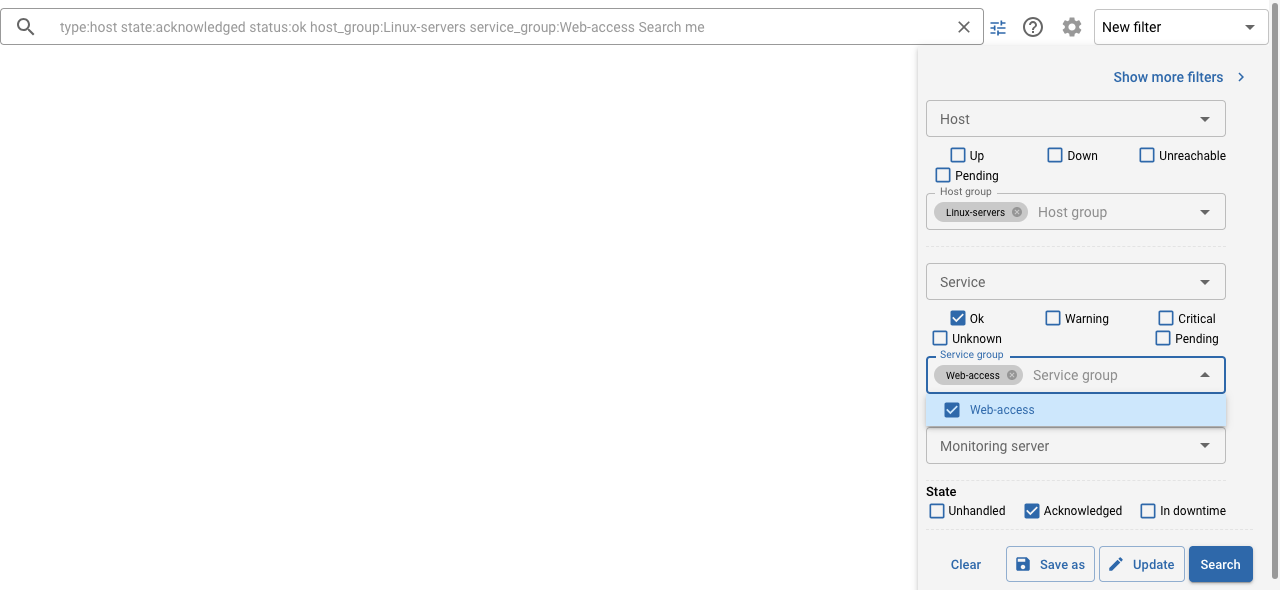 type:host state:acknowledged status:ok host_group:Linux-servers service_group:Web-access Search me
New filter
Show more filters
Host
Up Down Unreachable
Pending
Host group
Linux-servers Host group
Service
Ok Warning Critical
Unknown Pending
Service group
Web-access Service group
Web-access
Monitoring server
State
Unhandled Acknowledged In downtime
Clear Save as Update Search